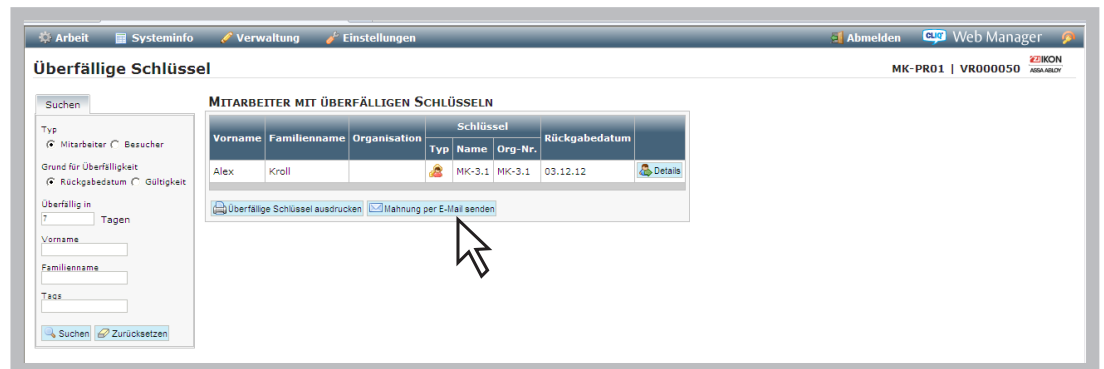 Arbeit Systeminfo Verwaltung Einstellungen Abmelden CLIQ Web Manager
Überfällige Schlüssel MK-PR01 | VR000050 IKON
ASSA ABLOY
Suchen
Typ
Mitarbeiter Besucher
Grund für Überfälligkeit
Rückgabedatum Gültigkeit
Überfällig in
7 Tagen
Vorname
Familienname
Tags
Suchen Zurücksetzen
MITARBEITER MIT ÜBERFÄLLIGEN SCHLÜSSELN
Vorname Familienname Organisation Schlüssel Rückgabedatum
Typ Name Org-Nr.
Alex Kroll MK-3.1 MK-3.1 03.12.12 Details
Überfällige Schlüssel ausdrucken Mahnung per E-Mail senden